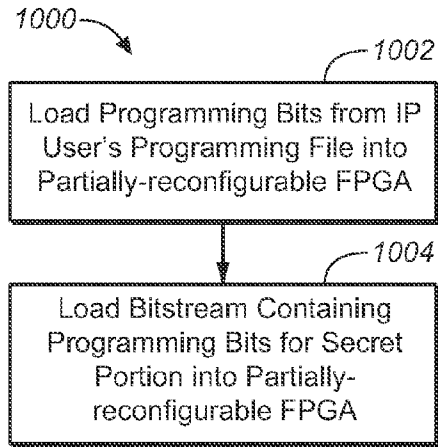 1000
1002
Load Programming Bits from IP
User's Programming File into
Partially-reconfigurable FPGA
1004
Load Bitstream Containing
Programming Bits for Secret
Portion into Partially-
reconfigurable FPGA